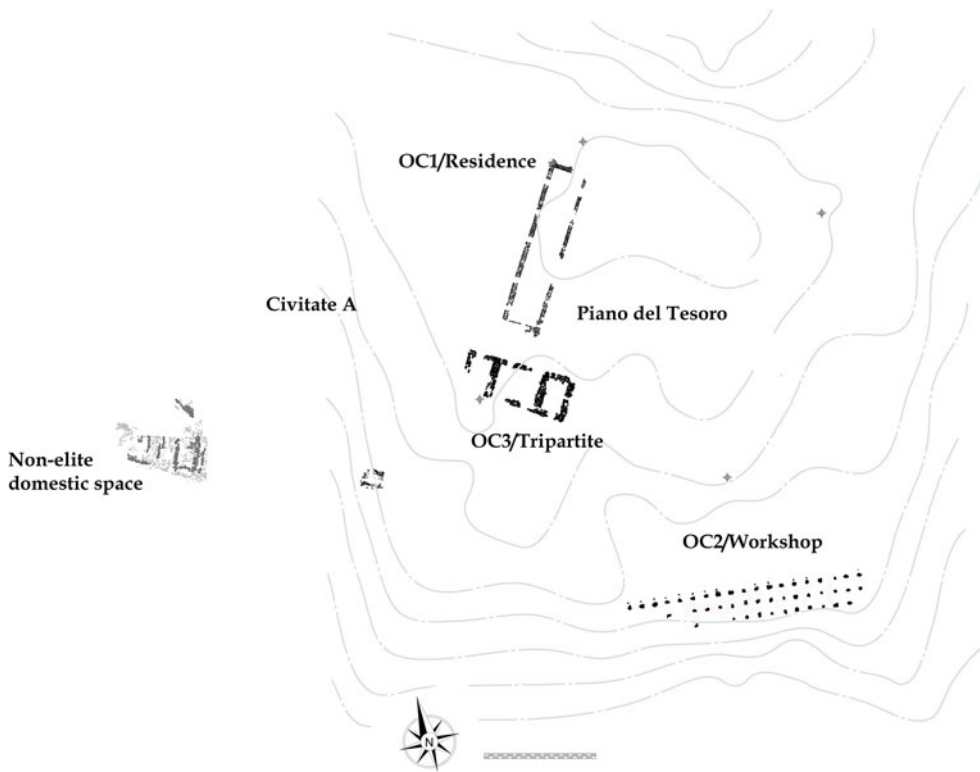 OC1/Residence
Civitate A
Piano del Tesoro
OC3/Tripartite
Non-elite
domestic space
OC2/Workshop
N